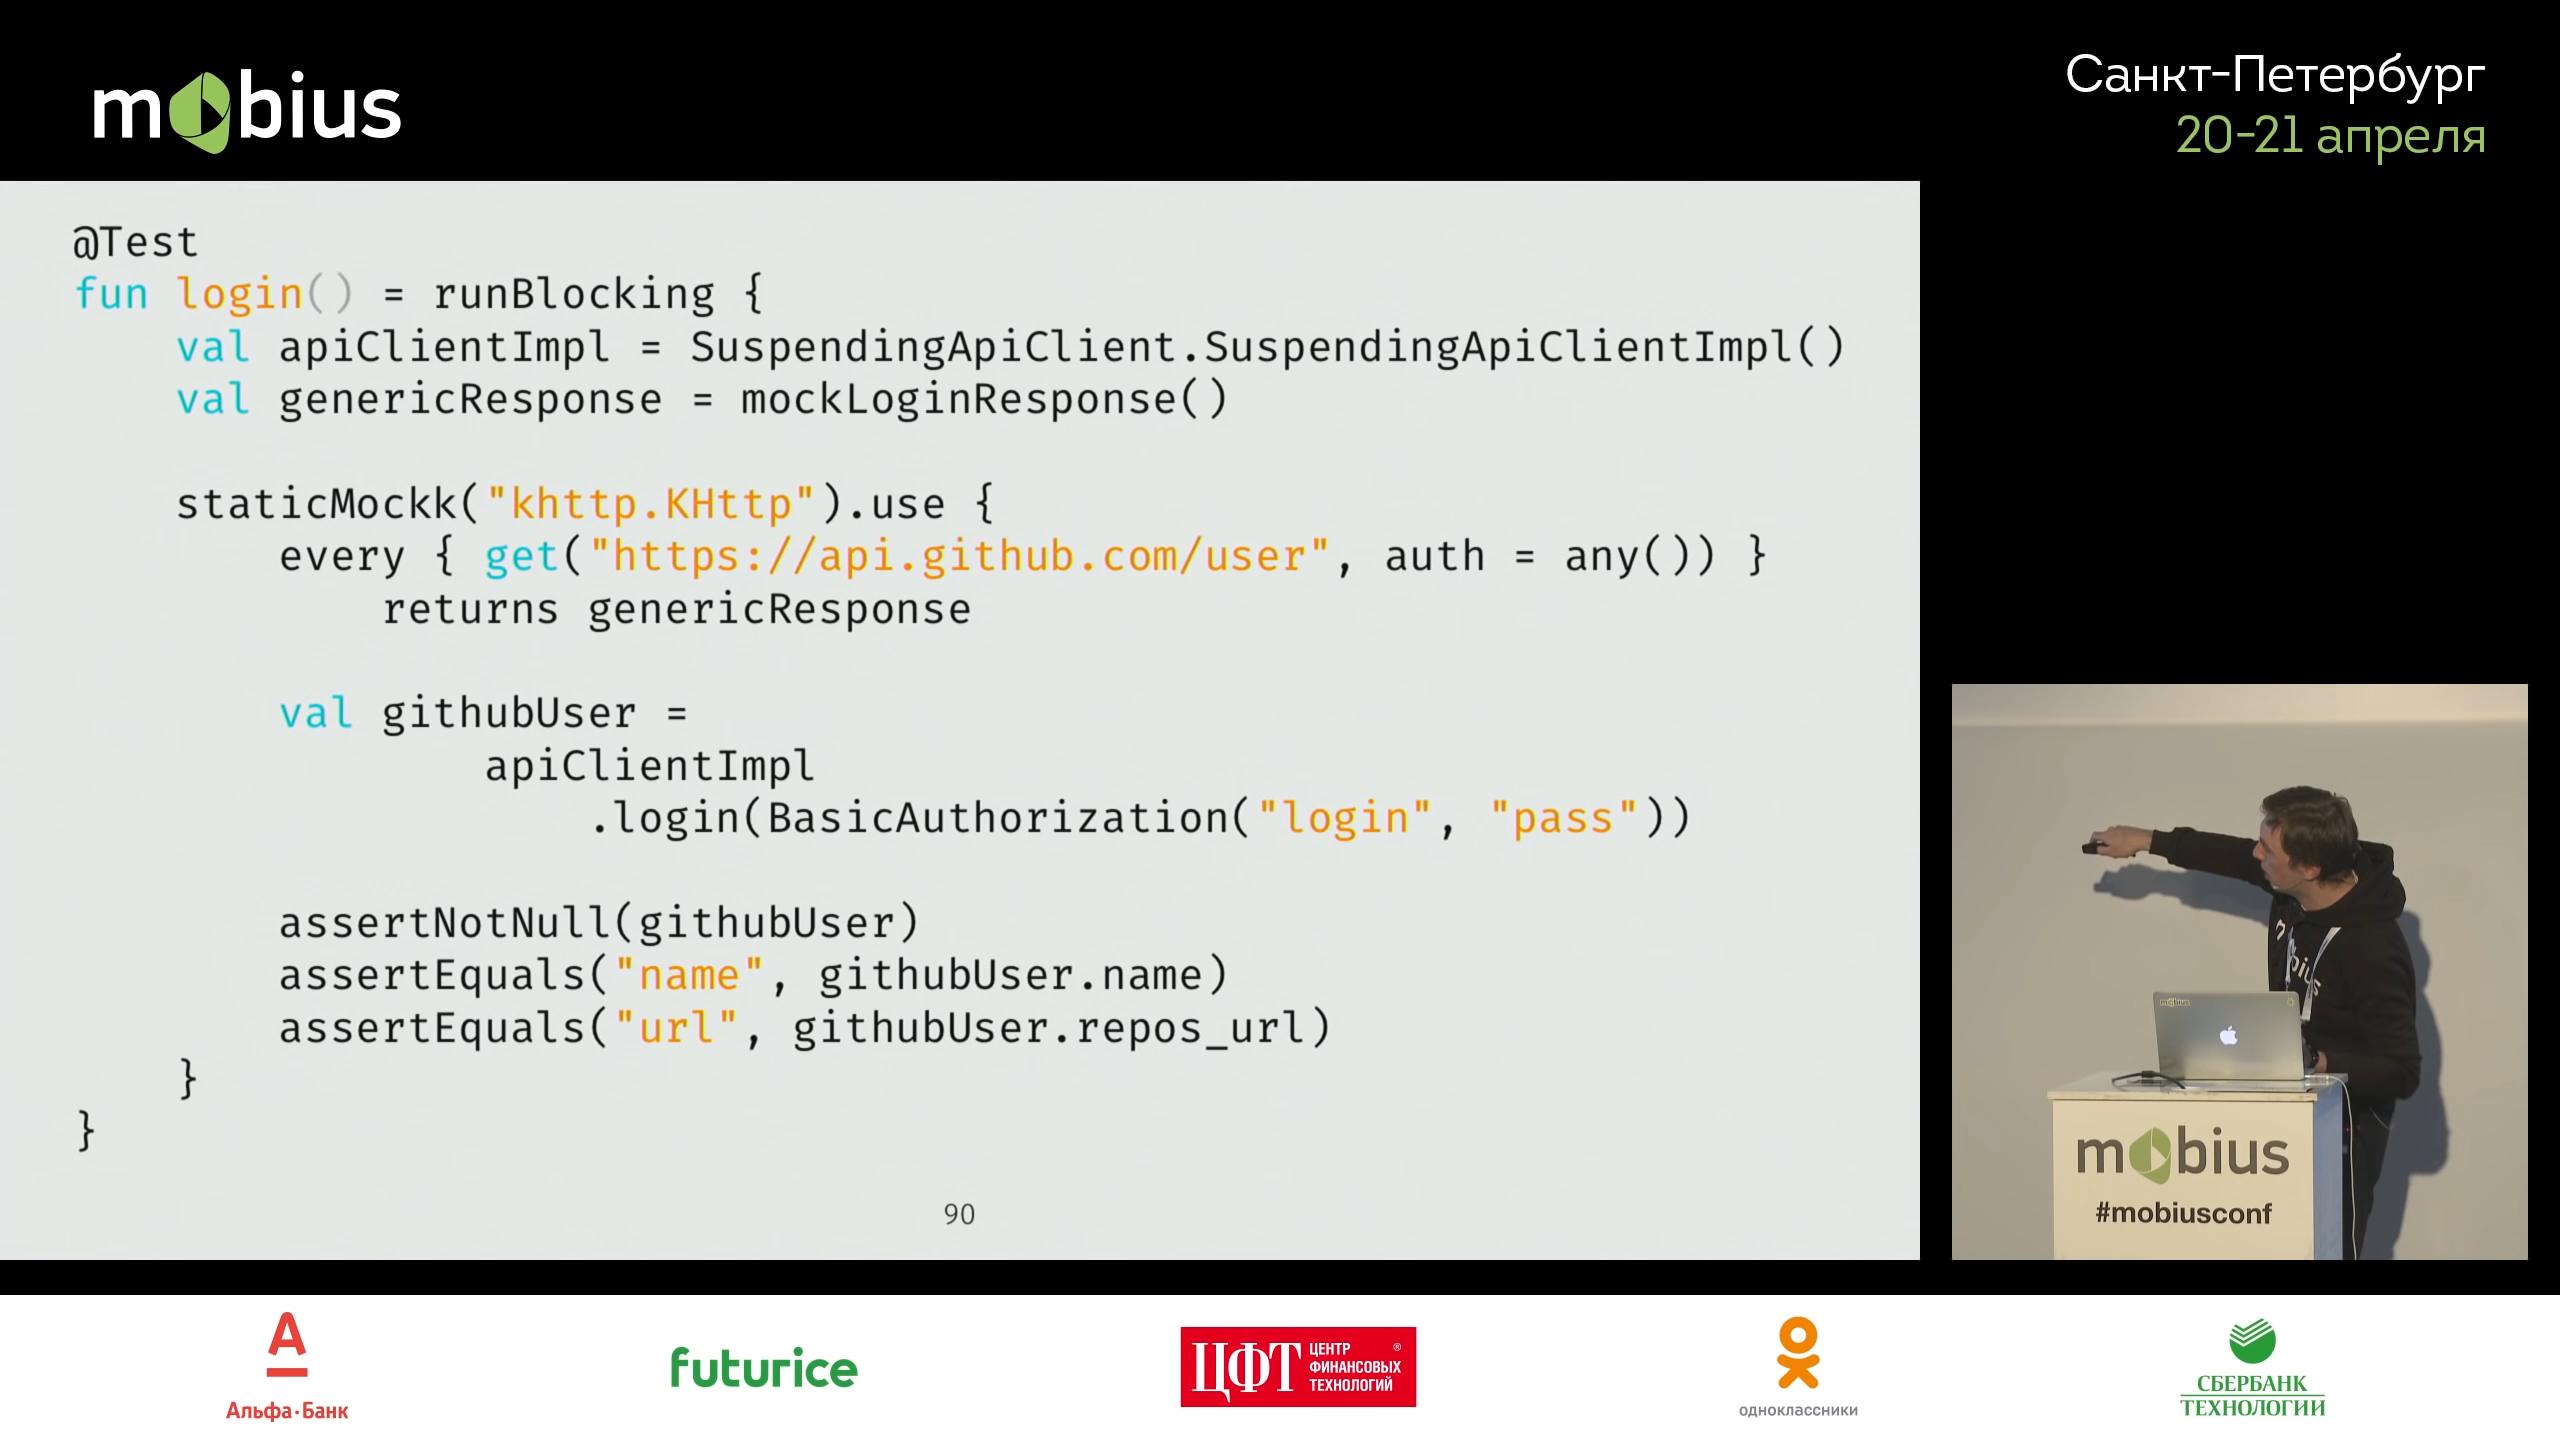 mobius
Санкт-Петербург
20-21 апреля
@Test
fun login() = runBlocking {
    val apiClientImpl = SuspendingApiClient.SuspendingApiClientImpl()
    val genericResponse = mockLoginResponse()
    staticMockk("khttp.KHttp").use {
        every { get("https://api.github.com/user", auth = any()) }
            returns genericResponse
        val githubUser =
                apiClientImpl
                    .login(BasicAuthorization("login", "pass"))
        assertNotNull(githubUser)
        assertEquals("name", githubUser.name)
        assertEquals("url", githubUser.repos_url)
    }
}
90
mobius
#mobiusconf
Альфа·Банк
futurice
ЦФТ
ЦЕНТР ®
ФИНАНСОВЫХ
ТЕХНОЛОГИЙ
одноклассники
СБЕРБАНК
ТЕХНОЛОГИИ